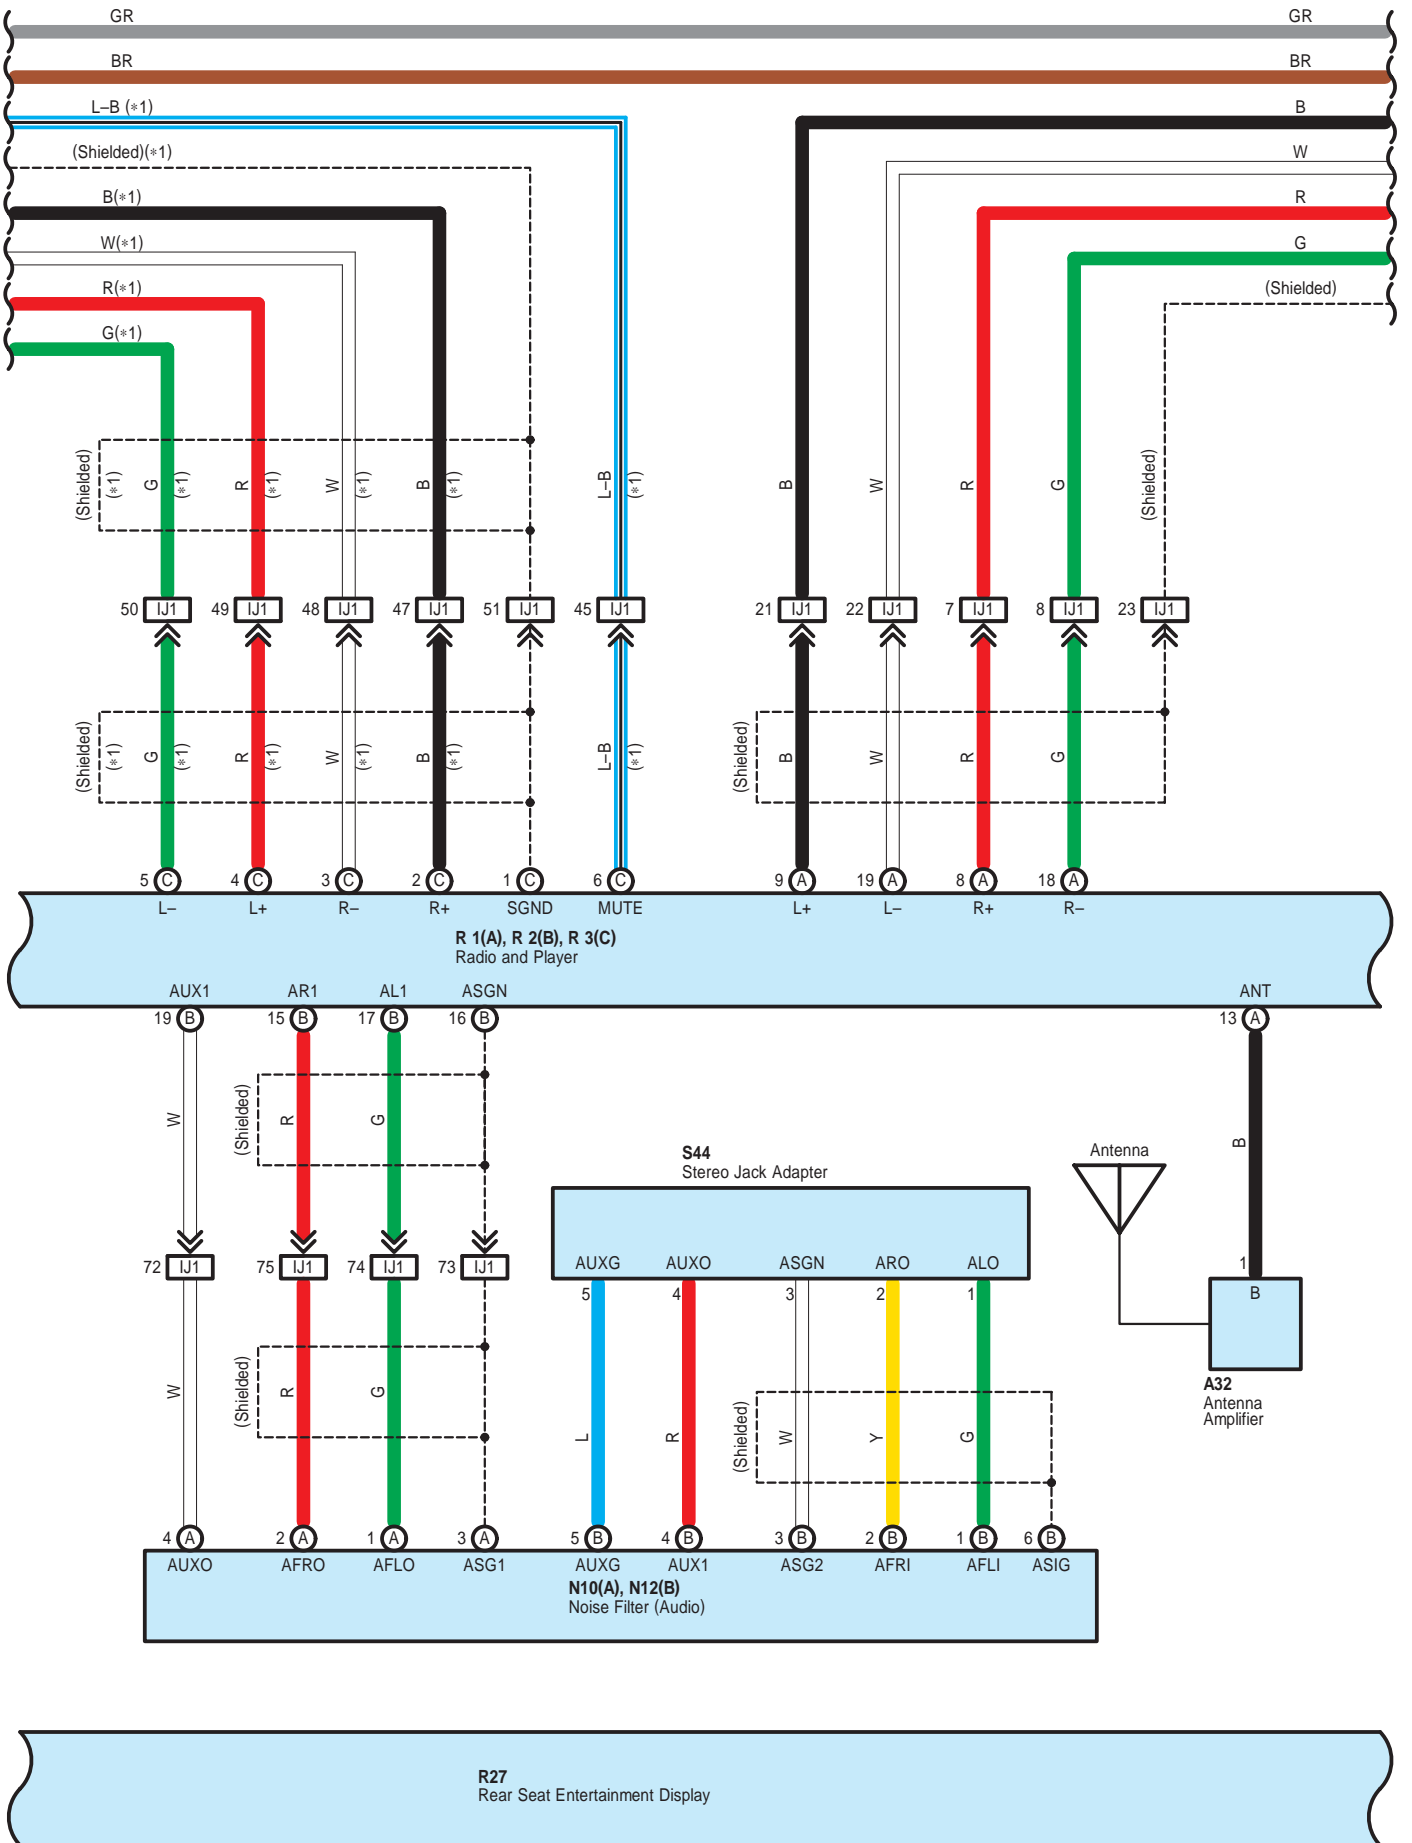 GR GR
BR BR
L–B (∗1) B
(Shielded)(∗1) W
B(∗1) R
W(∗1) G
R(∗1) (Shielded)
G(∗1)
(Shielded) (∗1) G (∗1) R (∗1) W (∗1) B (∗1) L–B (∗1) B W R G (Shielded)
50 IJ1 49 IJ1 48 IJ1 47 IJ1 51 IJ1 45 IJ1 21 IJ1 22 IJ1 7 IJ1 8 IJ1 23 IJ1
(Shielded) (∗1) G (∗1) R (∗1) W (∗1) B (∗1) L–B (∗1) (Shielded) B W R G
5 C 4 C 3 C 2 C 1 C 6 C 9 A 19 A 8 A 18 A
L– L+ R– R+ SGND MUTE L+ L– R+ R–
R 1(A), R 2(B), R 3(C)
Radio and Player
AUX1 AR1 AL1 ASGN ANT
19 B 15 B 17 B 16 B 13 A
W (Shielded) R G B
S44
Stereo Jack Adapter
Antenna
72 IJ1 75 IJ1 74 IJ1 73 IJ1
AUXG AUXO ASGN ARO ALO
5 4 3 2 1
1
B
A32
Antenna
Amplifier
W (Shielded) R G L R (Shielded) W Y G
4 A 2 A 1 A 3 A 5 B 4 B 3 B 2 B 1 B 6 B
AUXO AFRO AFLO ASG1 AUXG AUX1 ASG2 AFRI AFLI ASIG
N10(A), N12(B)
Noise Filter (Audio)
R27
Rear Seat Entertainment Display